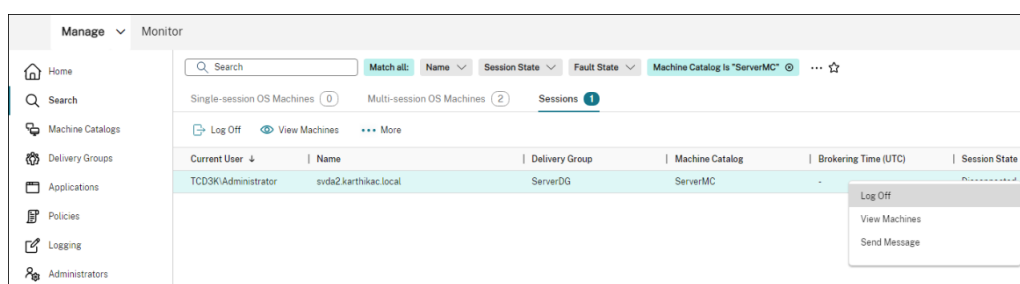 Manage Monitor
Home
Search
Machine Catalogs
Delivery Groups
Applications
Policies
Logging
Administrators
Search Match all: Name Session State Fault State Machine Catalog Is "ServerMC" ...
Single-session OS Machines 0 Multi-session OS Machines 2 Sessions 1
Log Off View Machines ... More
Current User ↓ Name Delivery Group Machine Catalog Brokering Time (UTC) Session State
TCD3K\Administrator svda2.karthikac.local ServerDG ServerMC -
Log Off
View Machines
Send Message